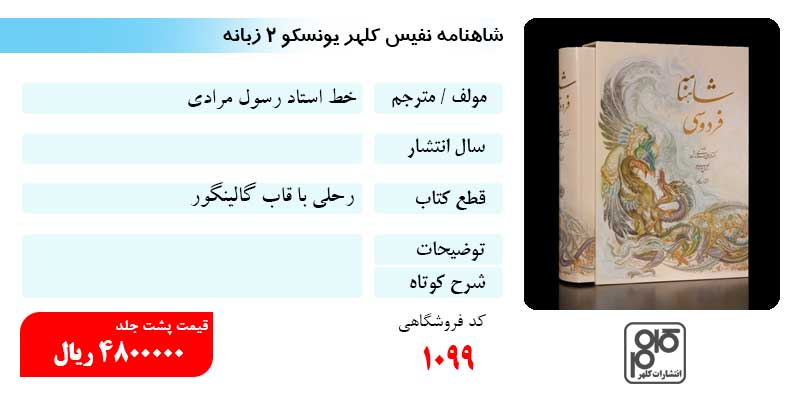 شاهنامه نفیس کلهر یونسکو ۲ زبانه
مولف / مترجم
خط استاد رسول مرادی
سال انتشار
قطع کتاب
رحلی با قاب گالینگور
توضیحات
شرح کوتاه
کد فروشگاهی
۱۰۹۹
قیمت پشت جلد
۴۸۰۰۰۰۰ ریال
شاهنامه
فردوسی
انتشارات کلهر